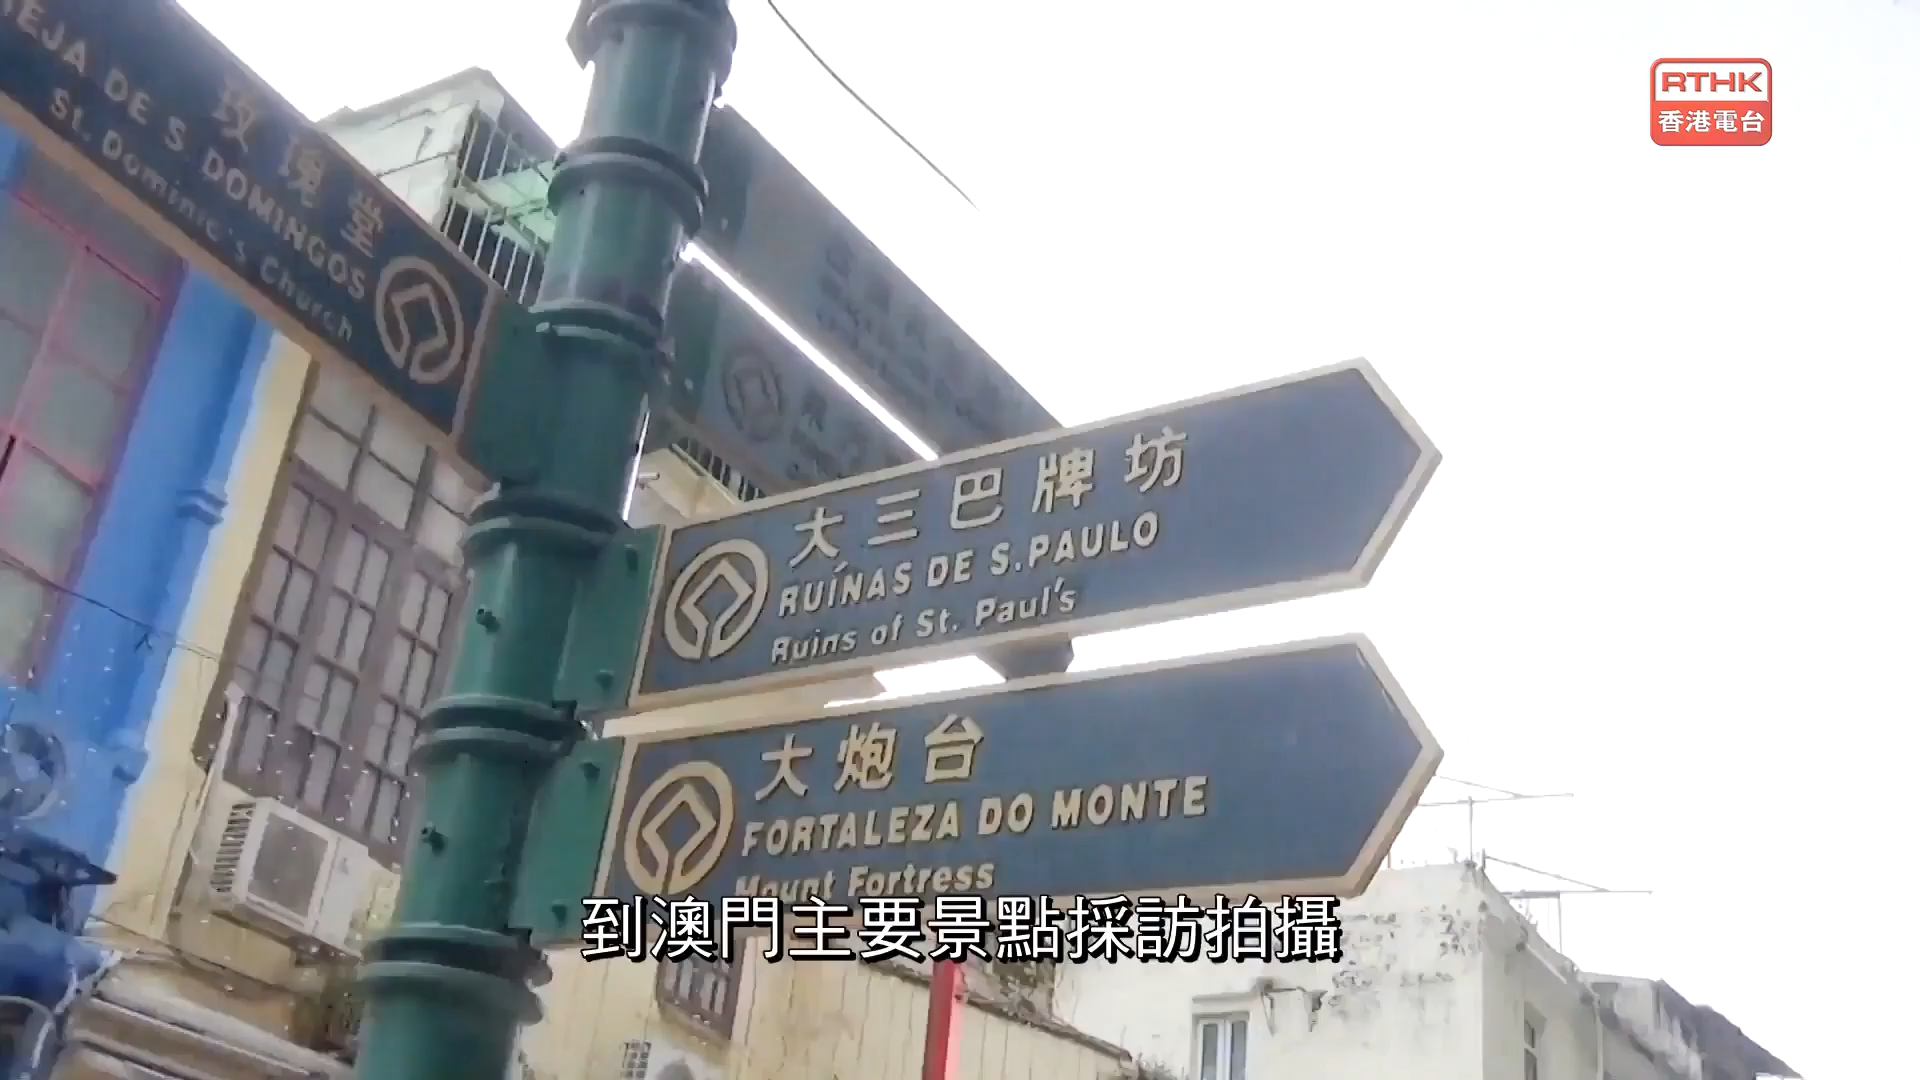 RTHK
香港電台
玫瑰堂
DE S. DOMINGOS
St. Dominic's Church
大三巴牌坊
RUÍNAS DE S. PAULO
Ruins of St. Paul's
大炮台
FORTALEZA DO MONTE
Mount Fortress
到澳門主要景點採訪拍攝